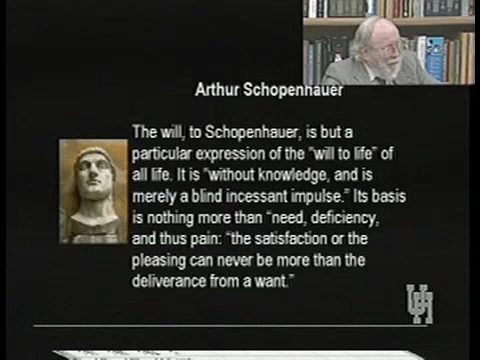 Arthur Schopenhauer
The will, to Schopenhauer, is but a
particular expression of the "will to life" of
all life. It is "without knowledge, and is
merely a blind incessant impulse." Its basis
is nothing more than "need, deficiency,
and thus pain: "the satisfaction or the
pleasing can never be more than the
deliverance from a want."
UH